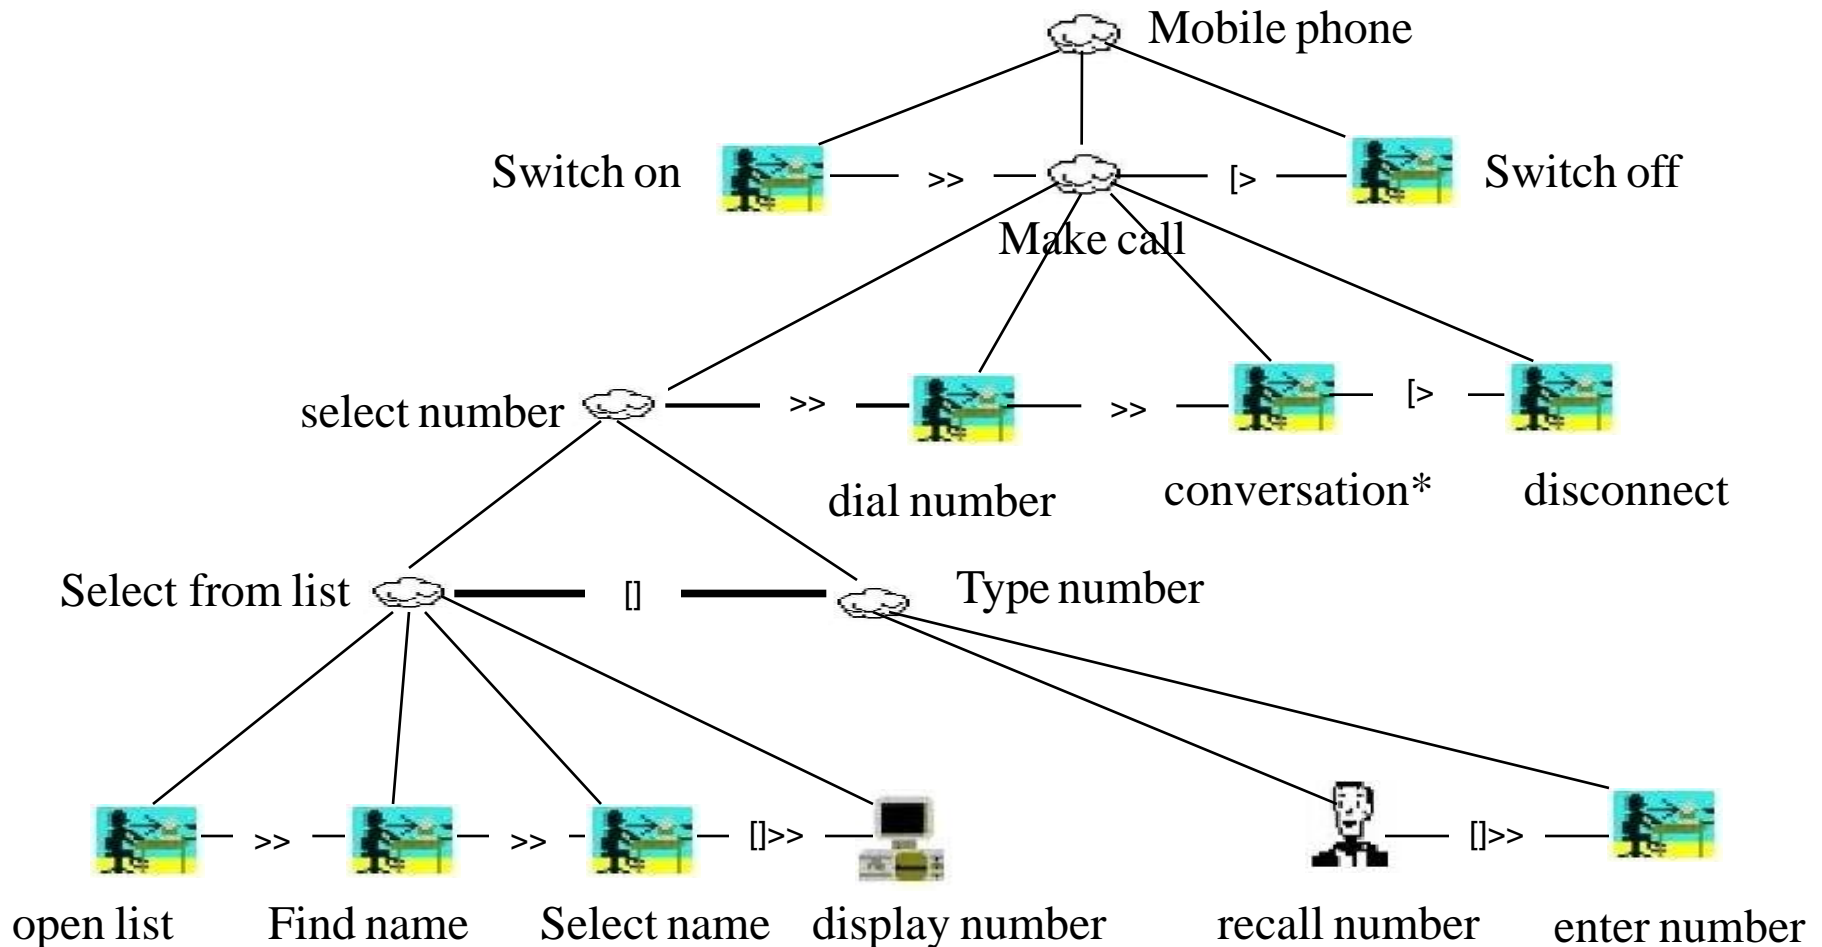 Mobile phone
Switch on >> [> Switch off
Make call
select number >> >> [>
dial number conversation* disconnect
Select from list [] Type number
>> >> []>> []>>
open list Find name Select name display number recall number enter number